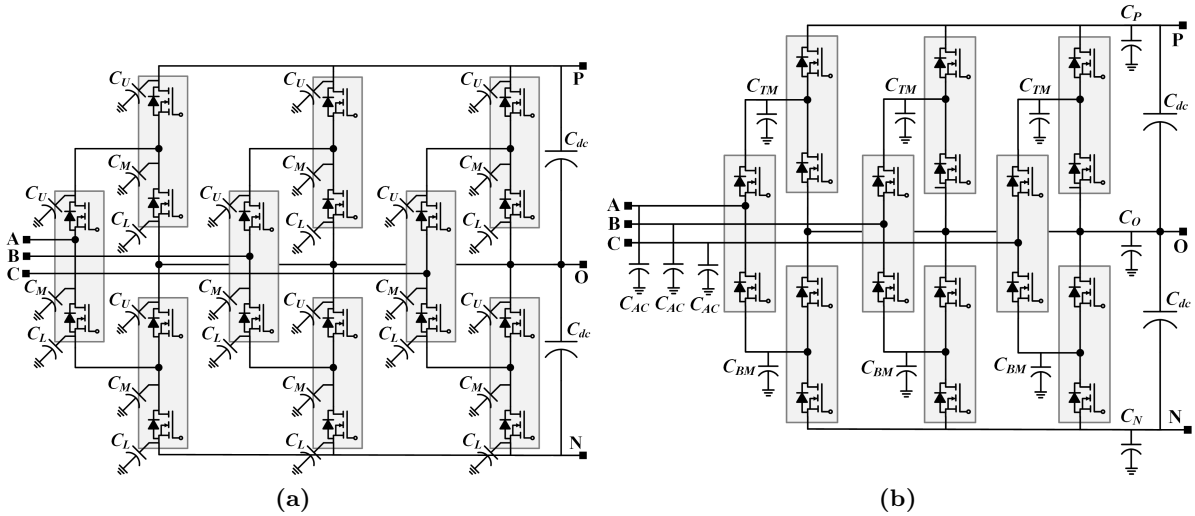 P
C_U
C_U
C_U
C_M
C_M
C_M
C_dc
C_U
C_U
C_U
C_L
C_L
C_L
A
B
C
O
C_M
C_U
C_M
C_U
C_M
C_U
C_dc
C_L
C_L
C_L
C_M
C_M
C_M
C_L
C_L
C_L
N
(a)
C_P
P
C_TM
C_TM
C_TM
C_dc
A
B
C
C_O
O
C_AC
C_AC
C_AC
C_dc
C_BM
C_BM
C_BM
C_N
N
(b)